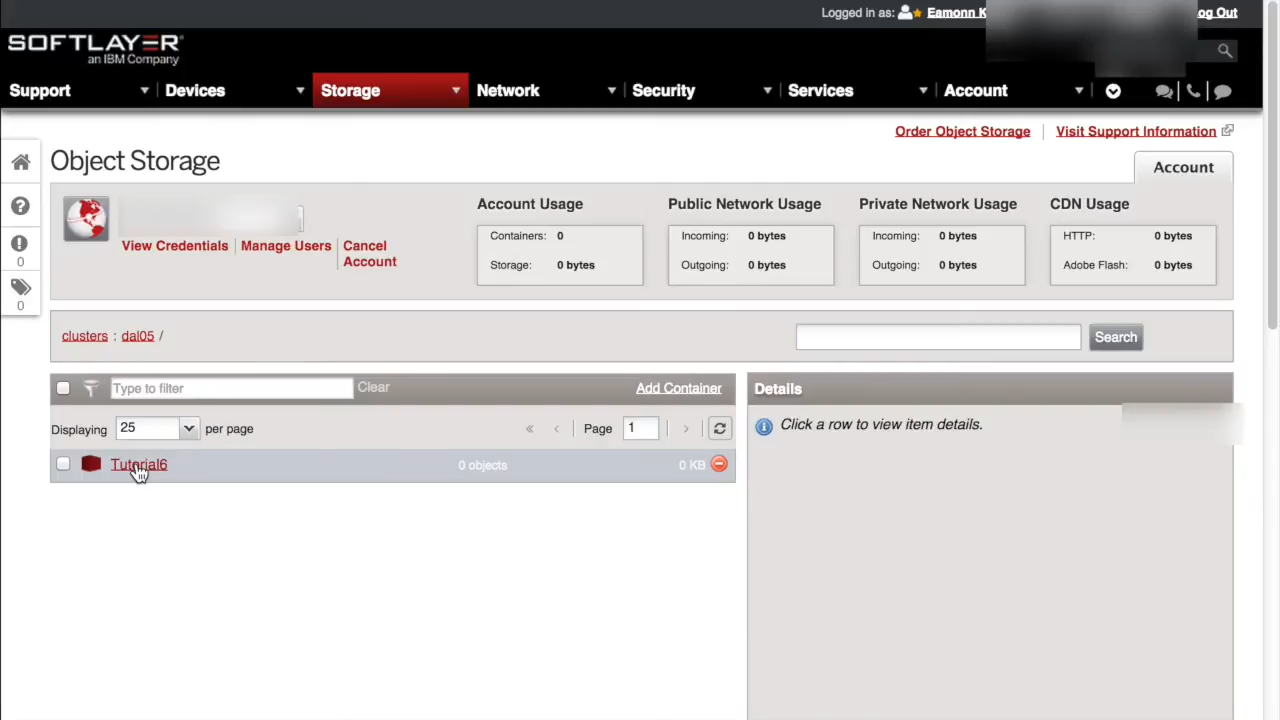 Logged in as: Eamonn K
og Out
SOFTLAYER
an IBM Company
Support Devices Storage Network Security Services Account
Order Object Storage Visit Support Information
Object Storage
Account
0
0
View Credentials Manage Users Cancel Account
Account Usage
Containers: 0
Storage: 0 bytes
Public Network Usage
Incoming: 0 bytes
Outgoing: 0 bytes
Private Network Usage
Incoming: 0 bytes
Outgoing: 0 bytes
CDN Usage
HTTP: 0 bytes
Adobe Flash: 0 bytes
clusters : dal05 /
Search
Type to filter Clear Add Container
Displaying 25 per page « ‹ Page 1 ›
Tutorial6 0 objects 0 KB
Details
Click a row to view item details.